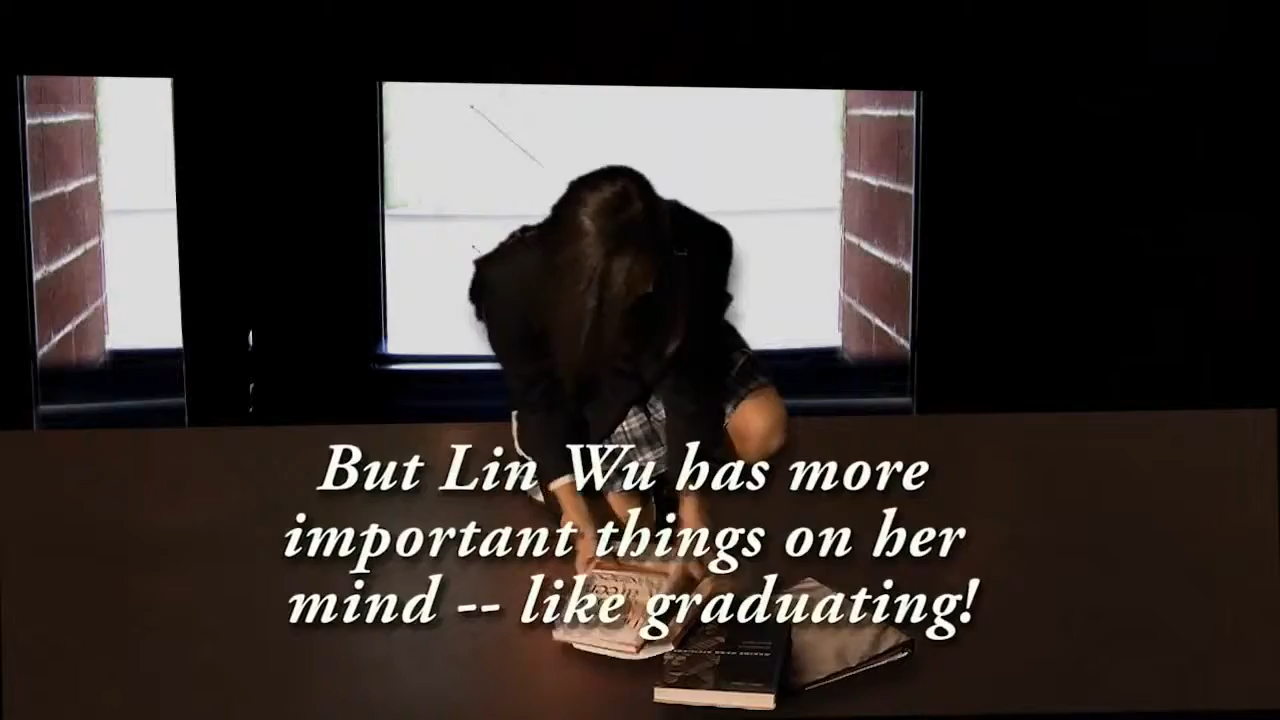 But Lin Wu has more
important things on her
mind -- like graduating!